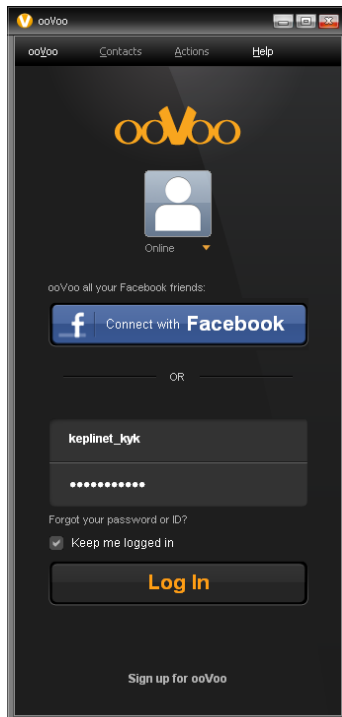 ooVoo
ooVoo Contacts Actions Help
ooVoo
Online
ooVoo all your Facebook friends:
f Connect with Facebook
OR
keplinet_kyk
•••••••••••
Forgot your password or ID?
Keep me logged in
Log In
Sign up for ooVoo